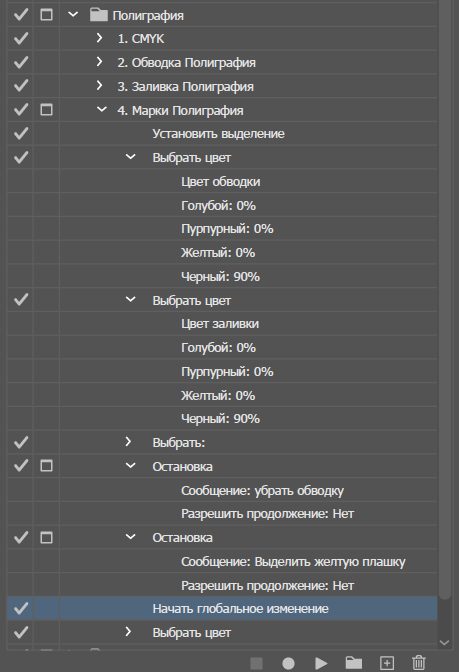 Полиграфия
1. CMYK
2. Обводка Полиграфия
3. Заливка Полиграфия
4. Марки Полиграфия
Установить выделение
Выбрать цвет
Цвет обводки
Голубой: 0%
Пурпурный: 0%
Желтый: 0%
Черный: 90%
Выбрать цвет
Цвет заливки
Голубой: 0%
Пурпурный: 0%
Желтый: 0%
Черный: 90%
Выбрать:
Остановка
Сообщение: убрать обводку
Разрешить продолжение: Нет
Остановка
Сообщение: Выделить желтую плашку
Разрешить продолжение: Нет
Начать глобальное изменение
Выбрать цвет